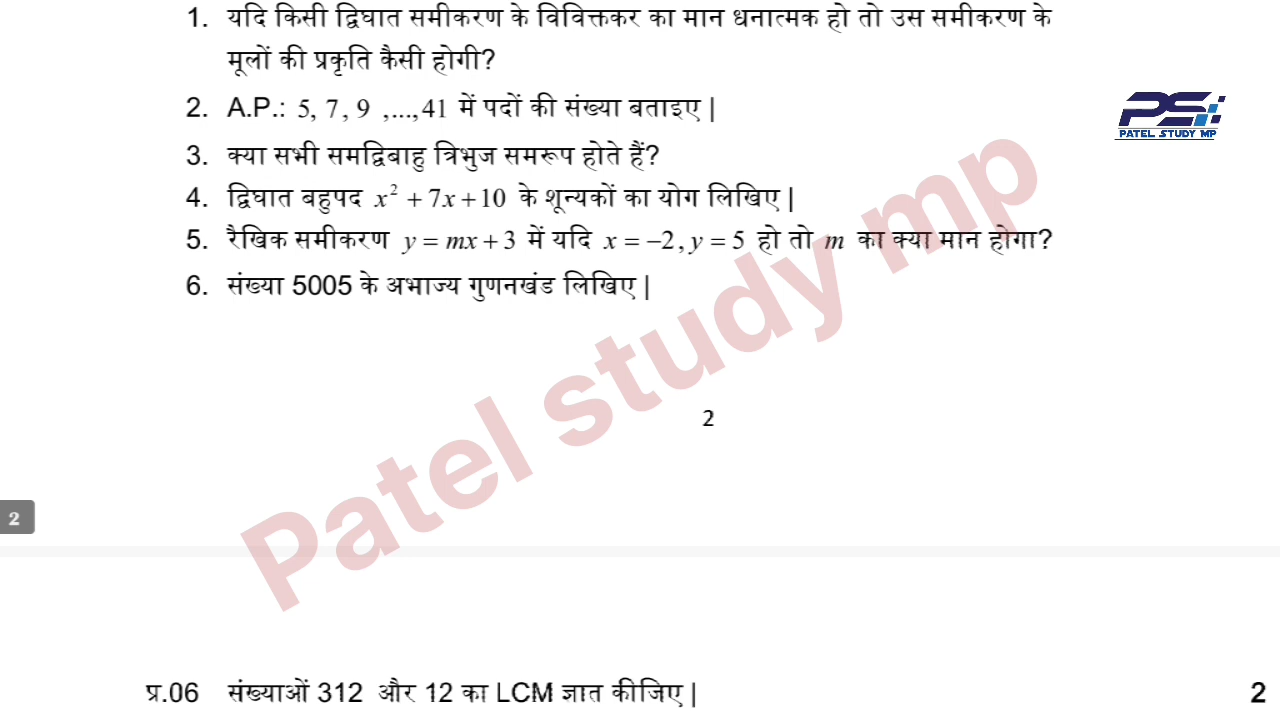 1. यदि किसी द्विघात समीकरण के विविक्तकर का मान धनात्मक हो तो उस समीकरण के
मूलों की प्रकृति कैसी होगी?
2. A.P.: 5, 7, 9 ,...,41 में पदों की संख्या बताइए |
PS
PATEL STUDY MP
3. क्या सभी समद्विबाहु त्रिभुज समरूप होते हैं?
4. द्विघात बहुपद x² + 7x + 10 के शून्यकों का योग लिखिए |
5. रैखिक समीकरण y = mx + 3 में यदि x = −2, y = 5 हो तो m का क्या मान होगा?
6. संख्या 5005 के अभाज्य गुणनखंड लिखिए |
Patel study mp
2
2
प्र.06 संख्याओं 312 और 12 का LCM ज्ञात कीजिए | 2